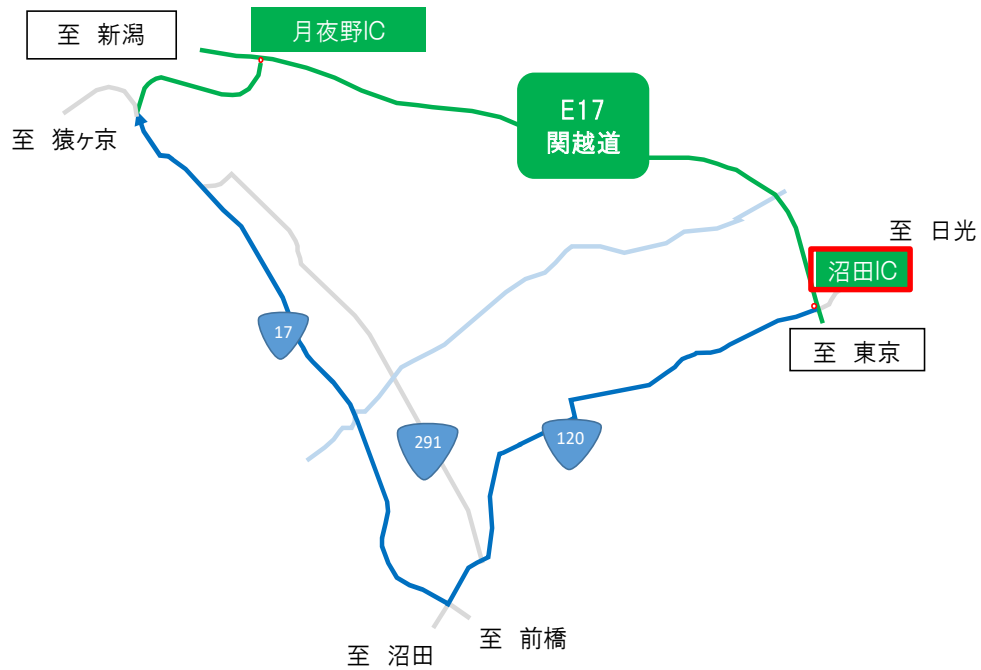 至 新潟
月夜野IC
E17
関越道
至 猿ヶ京
至 日光
沼田IC
17
至 東京
291
120
至 前橋
至 沼田